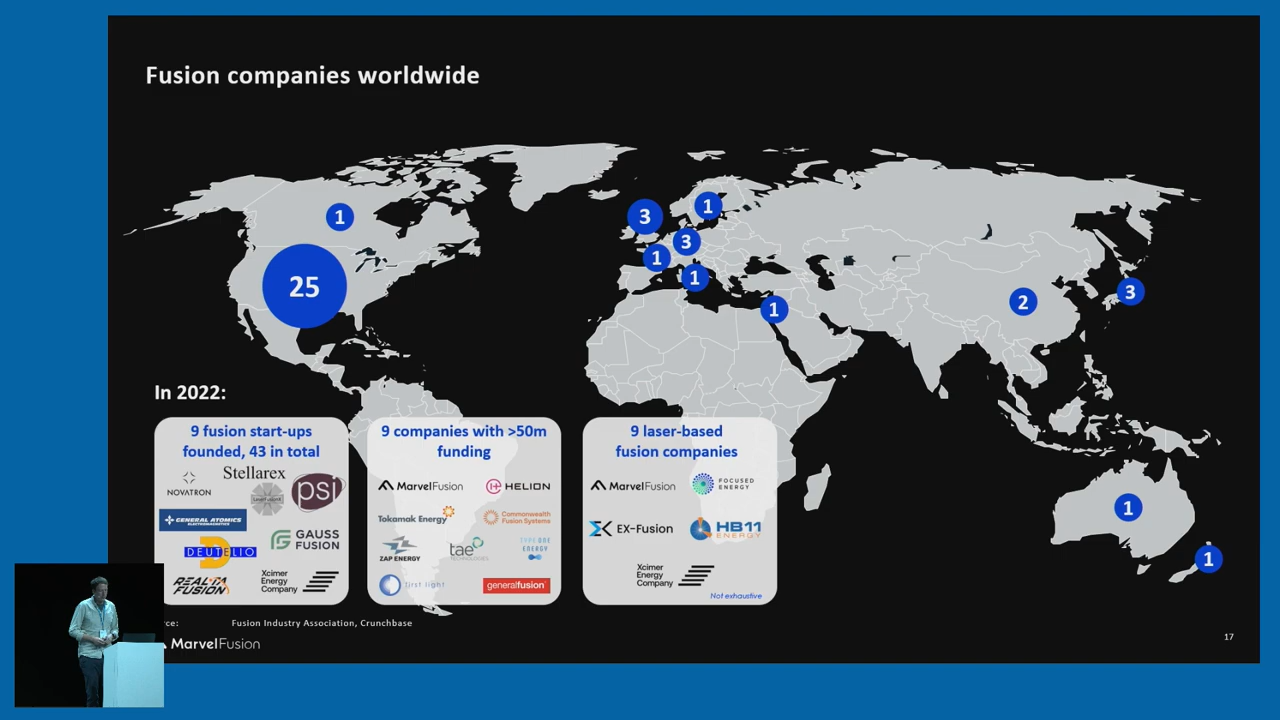 Fusion companies worldwide
1
25
3
1
3
1
1
1
2
3
1
1
In 2022:
9 fusion start-ups
founded, 43 in total
NOVATRON
Stellarex
psi
GENERAL ATOMICS
ELECTROMAGNETICS
DEUTELIO
GAUSS
FUSION
REALTA
FUSION
Xcimer
Energy
Company
9 companies with >50m
funding
MarvelFusion
HELION
Tokamak Energy
Commonwealth
Fusion Systems
ZAP ENERGY
tae
TECHNOLOGIES
TYPE ONE
ENERGY
first light
generalfusion
9 laser-based
fusion companies
MarvelFusion
FOCUSED
ENERGY
EX-Fusion
HB11
Xcimer
Energy
Company
Not exhaustive
rce:
Fusion Industry Association, Crunchbase
MarvelFusion
17